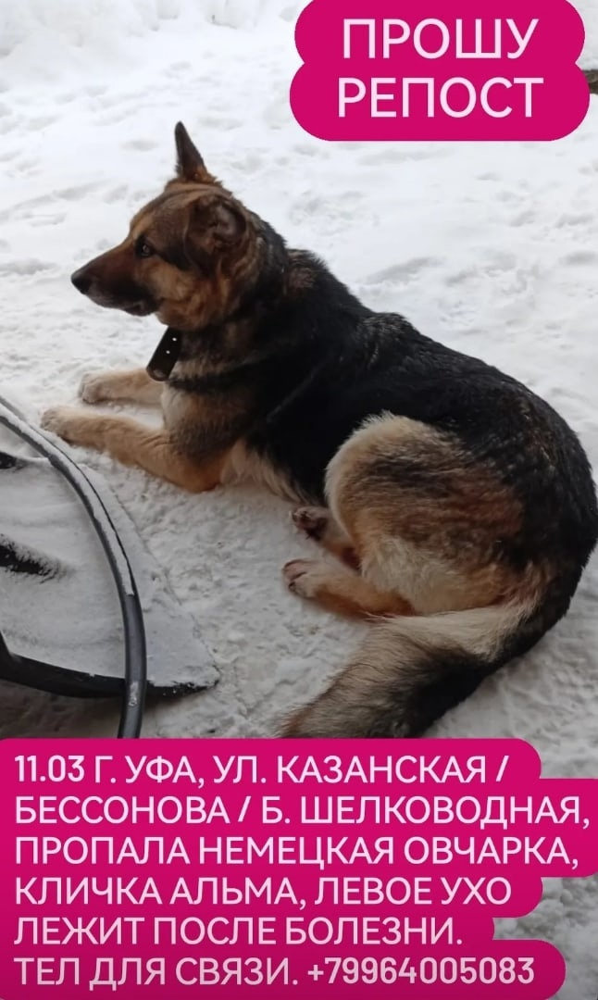 ПРОШУ
РЕПОСТ
11.03 Г. УФА, УЛ. КАЗАНСКАЯ /
БЕССОНОВА / Б. ШЕЛКОВОДНАЯ,
ПРОПАЛА НЕМЕЦКАЯ ОВЧАРКА,
КЛИЧКА АЛЬМА, ЛЕВОЕ УХО
ЛЕЖИТ ПОСЛЕ БОЛЕЗНИ.
ТЕЛ ДЛЯ СВЯЗИ. +79964005083